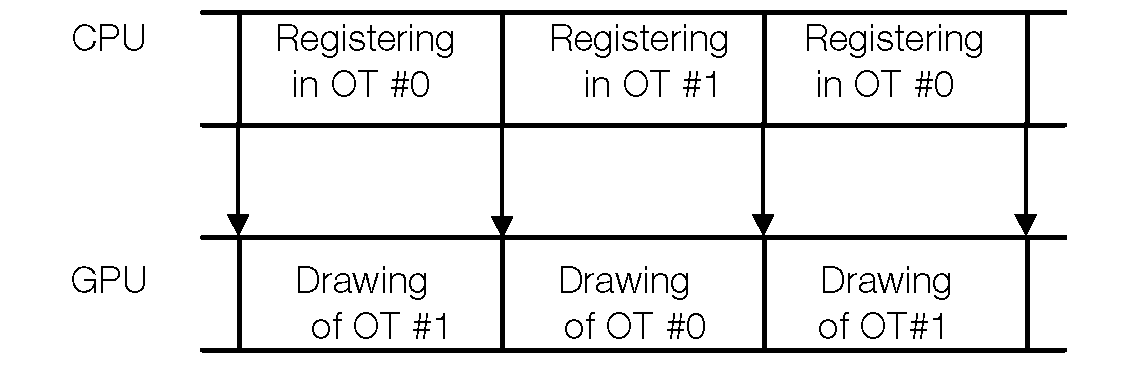 CPU
Registering
in OT #0
Registering
in OT #1
Registering
in OT #0
GPU
Drawing
of OT #1
Drawing
of OT #0
Drawing
of OT#1